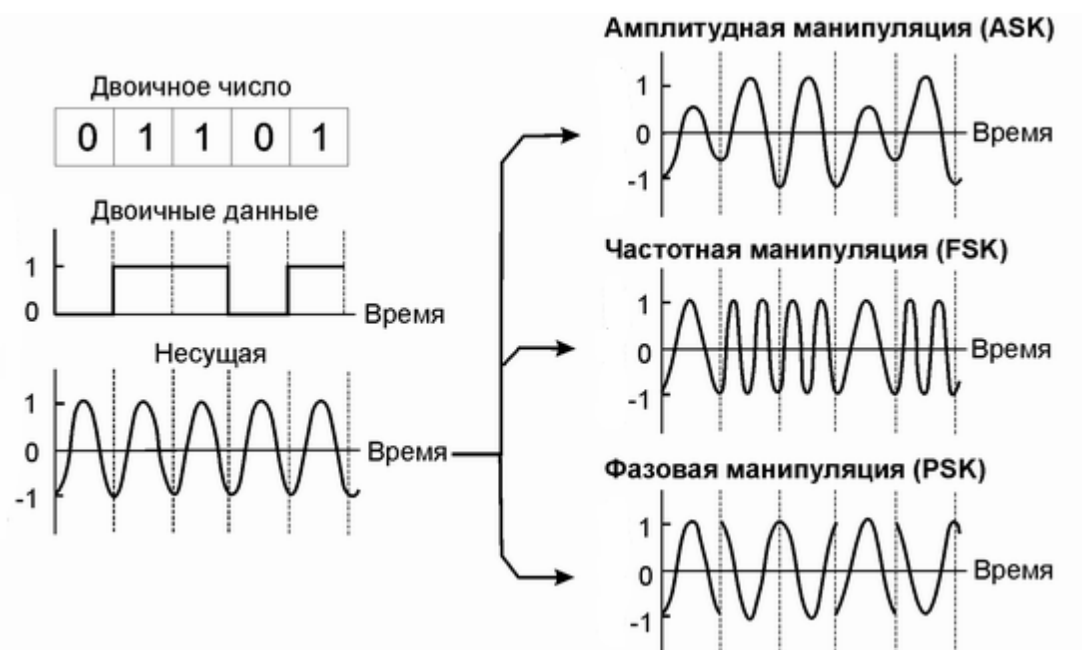 Двоичное число
0 1 1 0 1
Двоичные данные
1
0
Время
Несущая
1
0
-1
Время
Амплитудная манипуляция (ASK)
1
0
-1
Время
Частотная манипуляция (FSK)
1
0
-1
Время
Фазовая манипуляция (PSK)
1
0
-1
Время